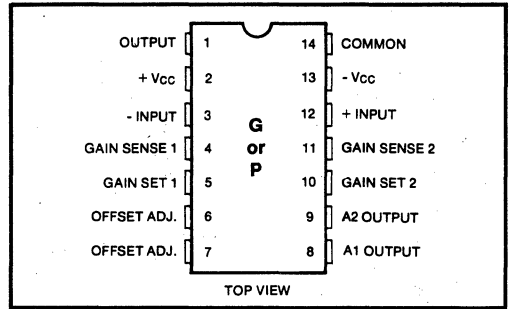 OUTPUT 1 14 COMMON
+ Vcc 2 13 - Vcc
- INPUT 3 12 + INPUT
G
GAIN SENSE 1 4 or 11 GAIN SENSE 2
P
GAIN SET 1 5 10 GAIN SET 2
OFFSET ADJ. 6 9 A2 OUTPUT
OFFSET ADJ. 7 8 A1 OUTPUT
TOP VIEW